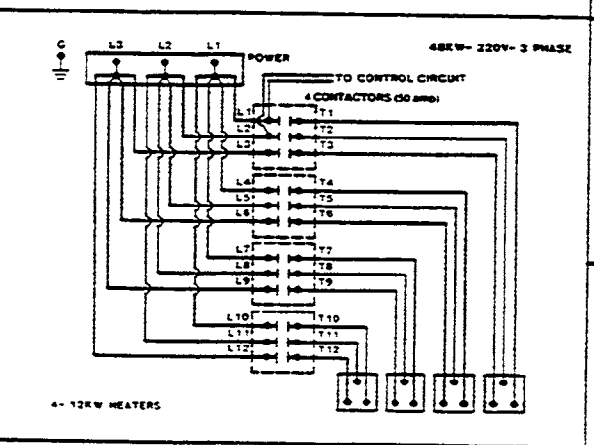 G L3 L2 L1
POWER
48KW- 220V- 3 PHASE
TO CONTROL CIRCUIT
4 CONTACTORS (50 amp)
L1 T1
L2 T2
L3 T3
L4 T4
L5 T5
L6 T6
L7 T7
L8 T8
L9 T9
L10 T10
L11 T11
L12 T12
4- 12KW HEATERS